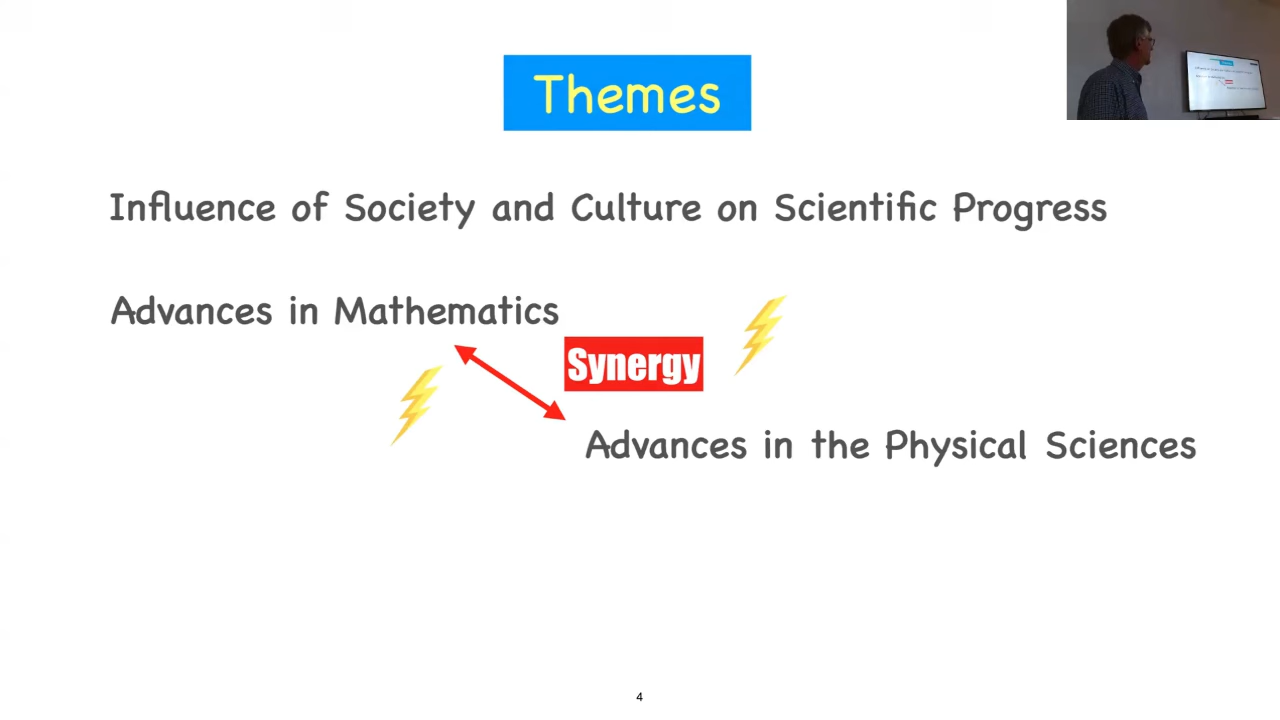 Themes
Influence of Society and Culture on Scientific Progress
Advances in Mathematics
Synergy
Advances in the Physical Sciences
4